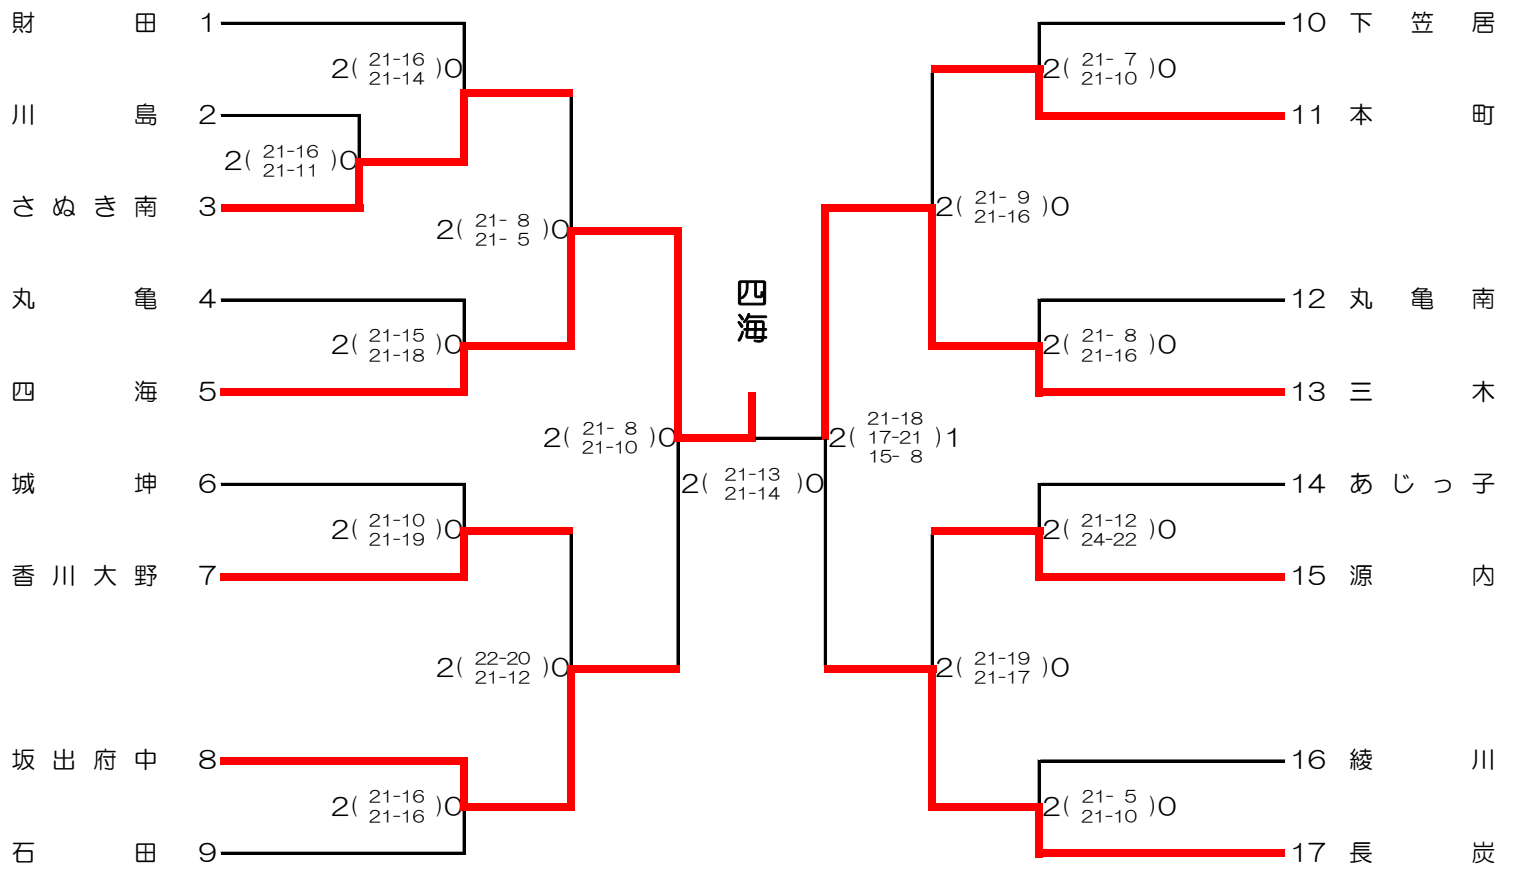 財田 1
2( 21-16 )0
21-14
川島 2
2( 21-16 )0
21-11
さぬき南 3
2( 21- 8 )0
21- 5
丸亀 4
2( 21-15 )0
21-18
四海 5
2( 21- 8 )0
21-10
城坤 6
2( 21-10 )0
21-19
香川大野 7
2( 22-20 )0
21-12
坂出府中 8
2( 21-16 )0
21-16
石田 9
四海
2( 21-13 )0
21-14
10 下笠居
2( 21- 7 )0
21-10
11 本町
2( 21- 9 )0
21-16
12 丸亀南
2( 21- 8 )0
21-16
13 三木
21-18
2( 17-21 )1
15- 8
14 あじっ子
2( 21-12 )0
24-22
15 源内
2( 21-19 )0
21-17
16 綾川
2( 21- 5 )0
21-10
17 長炭